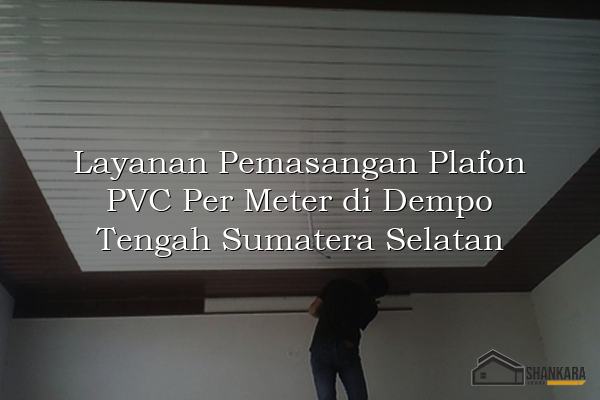 Layanan Pemasangan Plafon
PVC Per Meter di Dempo
Tengah Sumatera Selatan
SHANKARA